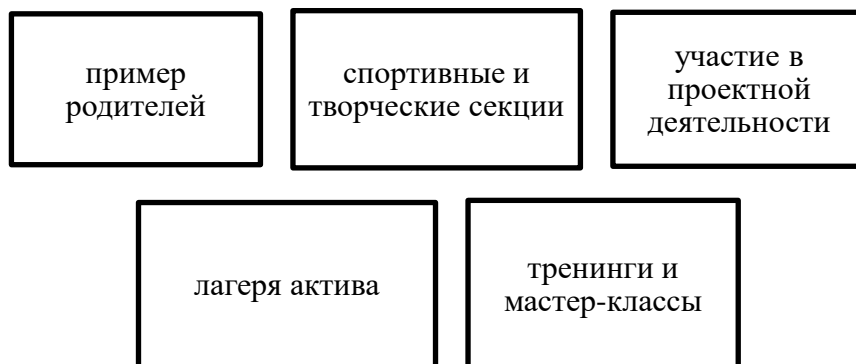 пример
родителей
спортивные и
творческие секции
участие в
проектной
деятельности
лагеря актива
тренинги и
мастер-классы